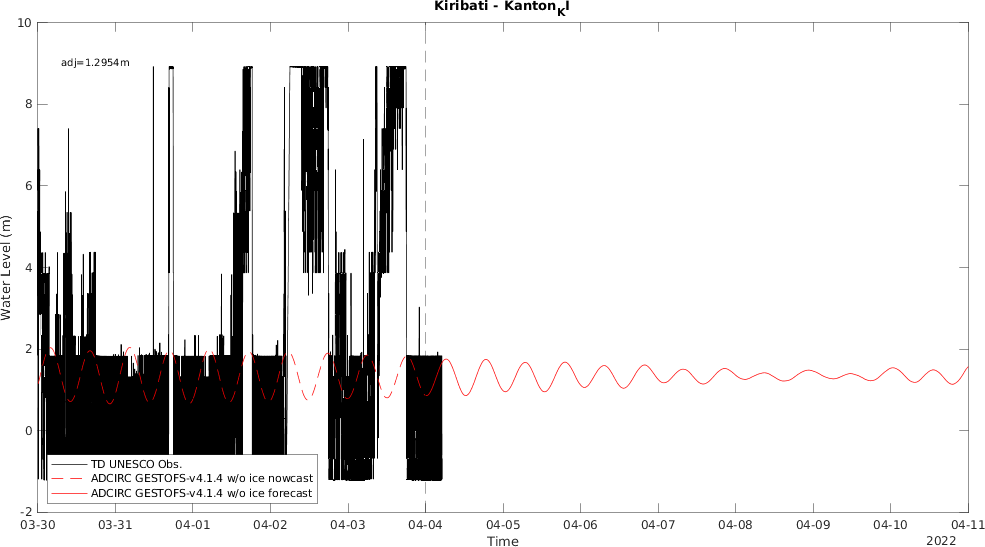 Kiribati - Kanton_KI
adj=1.2954m
Water Level (m)
10
8
6
4
2
0
-2
TD UNESCO Obs.
ADCIRC GESTOFS-v4.1.4 w/o ice nowcast
ADCIRC GESTOFS-v4.1.4 w/o ice forecast
03-30 03-31 04-01 04-02 04-03 04-04 04-05 04-06 04-07 04-08 04-09 04-10 04-11
Time
2022